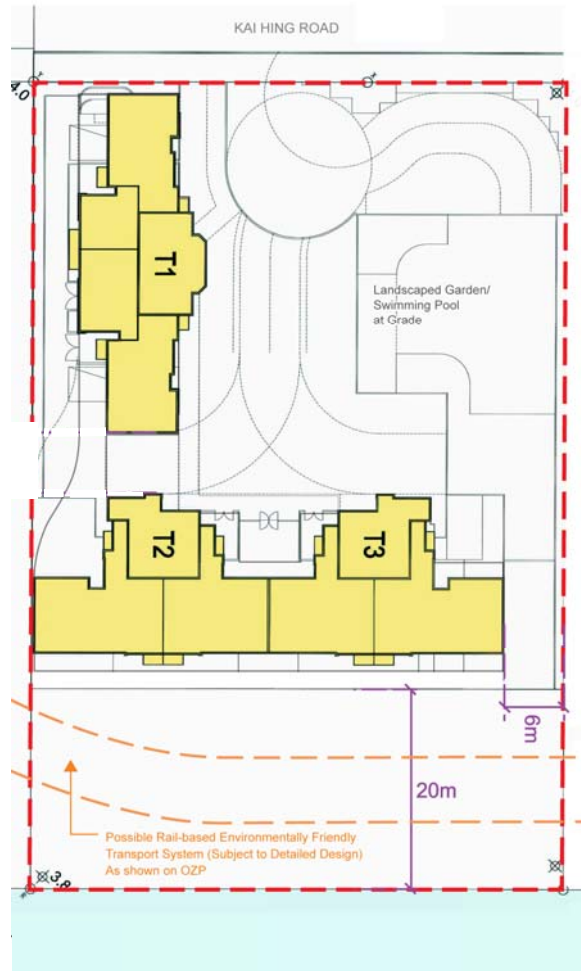 KAI HING ROAD
4.0
T1
Landscaped Garden/
Swimming Pool
at Grade
T2
T3
6m
20m
Possible Rail-based Environmentally Friendly
Transport System (Subject to Detailed Design)
As shown on OZP
3.8